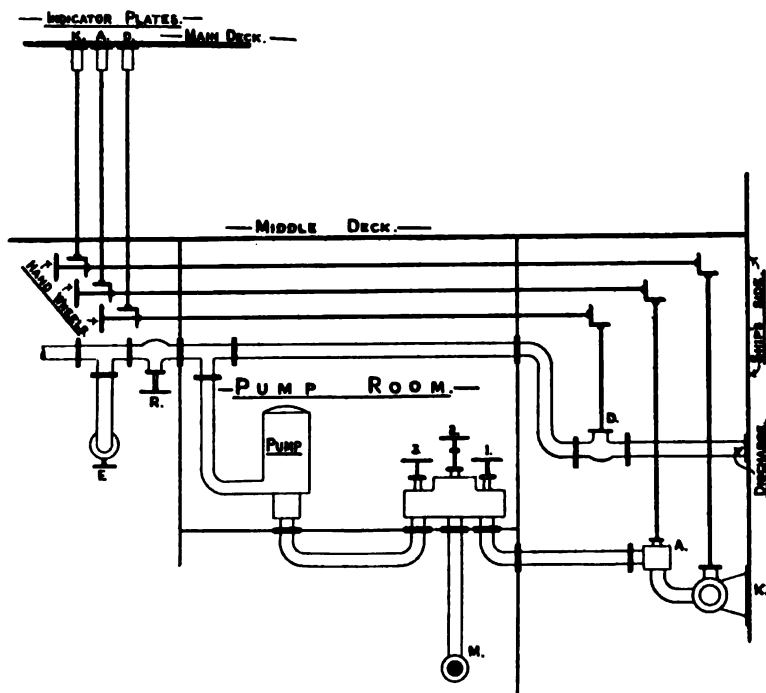 INDICATOR PLATES.
K. A. D.
MAIN DECK.
MIDDLE DECK.
HAND WHEELS
SHIP'S SIDE.
R.
PUMP ROOM.
PUMP
E
3.
2.
1.
D.
DISCHARGE.
A.
K.
M.